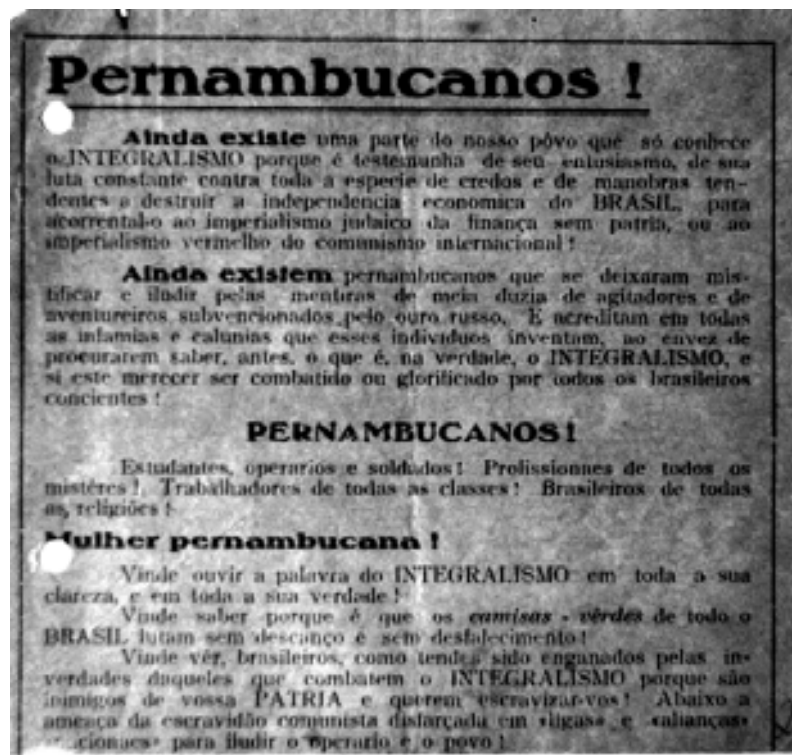 Pernambucanos !
Ainda existe uma parte do nosso pôvo que só conhece
o INTEGRALISMO porque é testemunha de seu entusiasmo, de sua
luta constante contra toda a especie de credos e de manobras ten-
dentes a destruir a independencia economica do BRASIL, para
acorrental-o ao imperialismo judaico da finança sem patria, ou ao
imperialismo vermelho do comunismo internacional !
Ainda existem pernambucanos que se deixaram mis-
tificar e iludir pelas mentiras de meia duzia de agitadores e de
aventureiros subvencionados pelo ouro russo. E acreditam em todas
as infamias e calunias que esses individuos inventam, ao envez de
procurarem saber, antes, o que é, na verdade, o INTEGRALISMO, e
si este merecer ser combatido ou glorificado por todos os brasileiros
concientes !
PERNAMBUCANOS !
Estudantes, operarios e soldados ! Profissionaes de todos os
mistéres ! Trabalhadores de todas as classes ! Brasileiros de todas
as religiões !
Mulher pernambucana !
Vinde ouvir a palavra do INTEGRALISMO em toda a sua
clareza, e em toda a sua verdade !
Vinde saber porque é que os camisas - vêrdes de todo o
BRASIL lutam sem descanço e sem desfalecimento !
Vinde vêr, brasileiros, como tendes sido enganados pelas in-
verdades daqueles que combatem o INTEGRALISMO porque são
inimigos de vossa PATRIA e querem escravizar-vos ! Abaixo a
ameaça da escravidão comunista disfarçada em «ligas» e «alianças»
para iludir o operario e o povo !